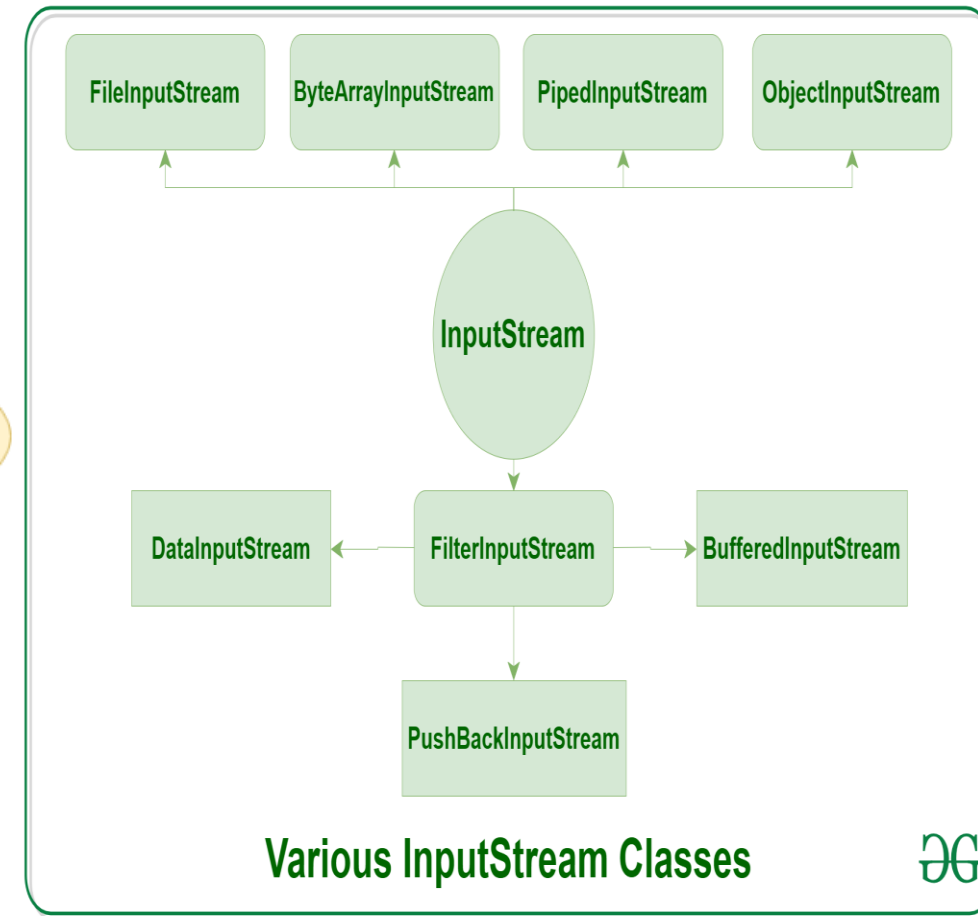 FileInputStream
ByteArrayInputStream
PipedInputStream
ObjectInputStream
InputStream
DataInputStream
FilterInputStream
BufferedInputStream
PushBackInputStream
Various InputStream Classes